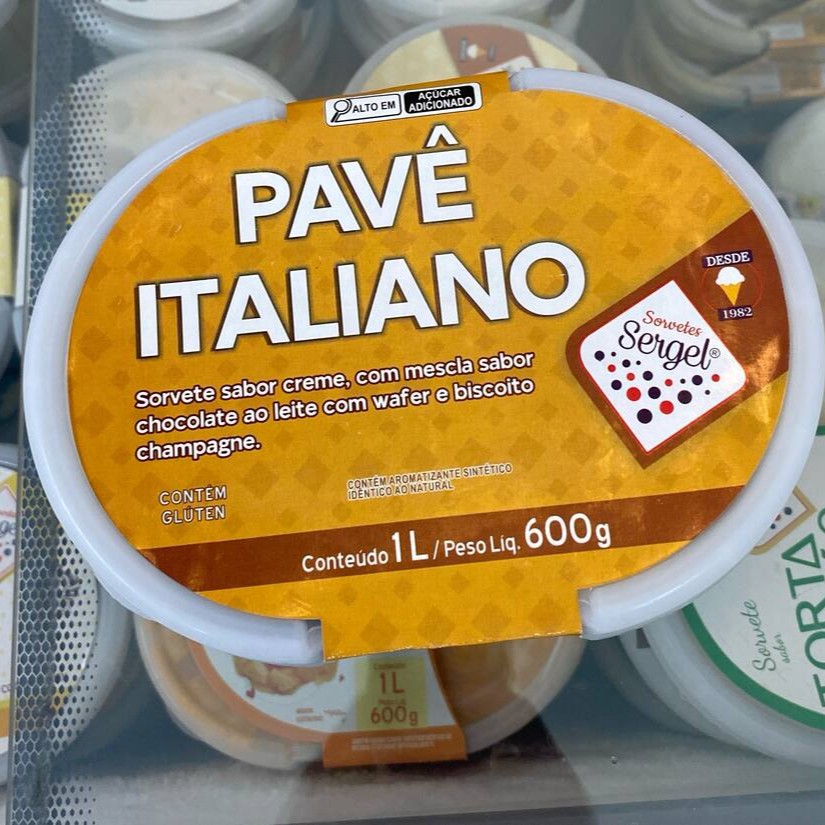 ALTO EM
AÇÚCAR
ADICIONADO
PAVÊ
ITALIANO
Sorvete sabor creme, com mescla sabor
chocolate ao leite com wafer e biscoito
champagne.
DESDE
1982
Sorvetes
Sergel®
CONTÉM
GLÚTEN
CONTÉM AROMATIZANTE SINTÉTICO
IDÊNTICO AO NATURAL
Conteúdo 1L / Peso Líq. 600g
1L
600g
Sorvete
sabor
TORTA